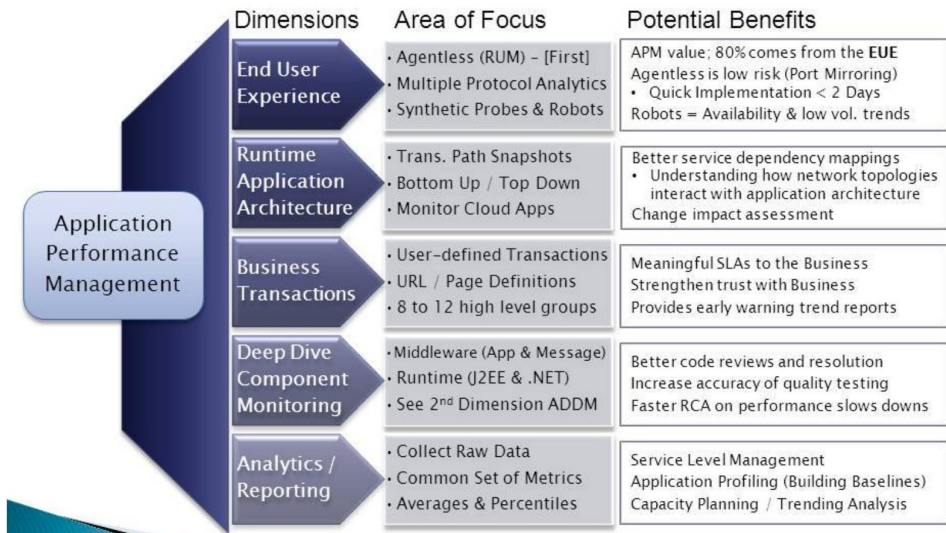 Dimensions
Area of Focus
Potential Benefits
Application
Performance
Management
End User
Experience
• Agentless (RUM) – [First]
• Multiple Protocol Analytics
• Synthetic Probes & Robots
APM value; 80% comes from the EUE
Agentless is low risk (Port Mirroring)
• Quick Implementation < 2 Days
Robots = Availability & low vol. trends
Runtime
Application
Architecture
• Trans. Path Snapshots
• Bottom Up / Top Down
• Monitor Cloud Apps
Better service dependency mappings
• Understanding how network topologies
interact with application architecture
Change impact assessment
Business
Transactions
• User-defined Transactions
• URL / Page Definitions
• 8 to 12 high level groups
Meaningful SLAs to the Business
Strengthen trust with Business
Provides early warning trend reports
Deep Dive
Component
Monitoring
• Middleware (App & Message)
• Runtime (J2EE & .NET)
• See 2nd Dimension ADDM
Better code reviews and resolution
Increase accuracy of quality testing
Faster RCA on performance slows downs
Analytics /
Reporting
• Collect Raw Data
• Common Set of Metrics
• Averages & Percentiles
Service Level Management
Application Profiling (Building Baselines)
Capacity Planning / Trending Analysis